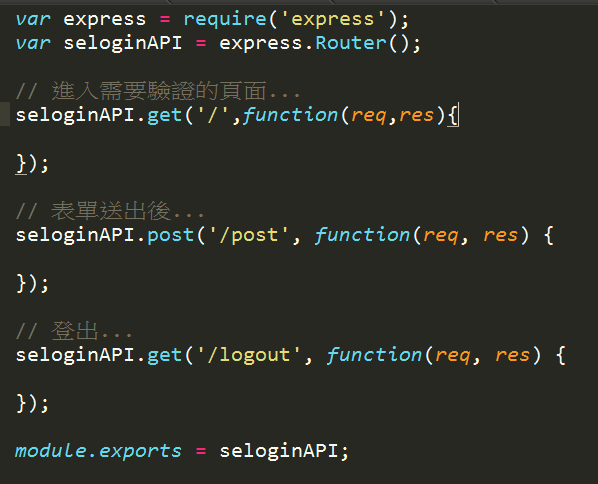 var express = require('express');
var seloginAPI = express.Router();
// 進入需要驗證的頁面...
seloginAPI.get('/',function(req,res){
});
// 表單送出後...
seloginAPI.post('/post', function(req, res) {
});
// 登出...
seloginAPI.get('/logout', function(req, res) {
});
module.exports = seloginAPI;